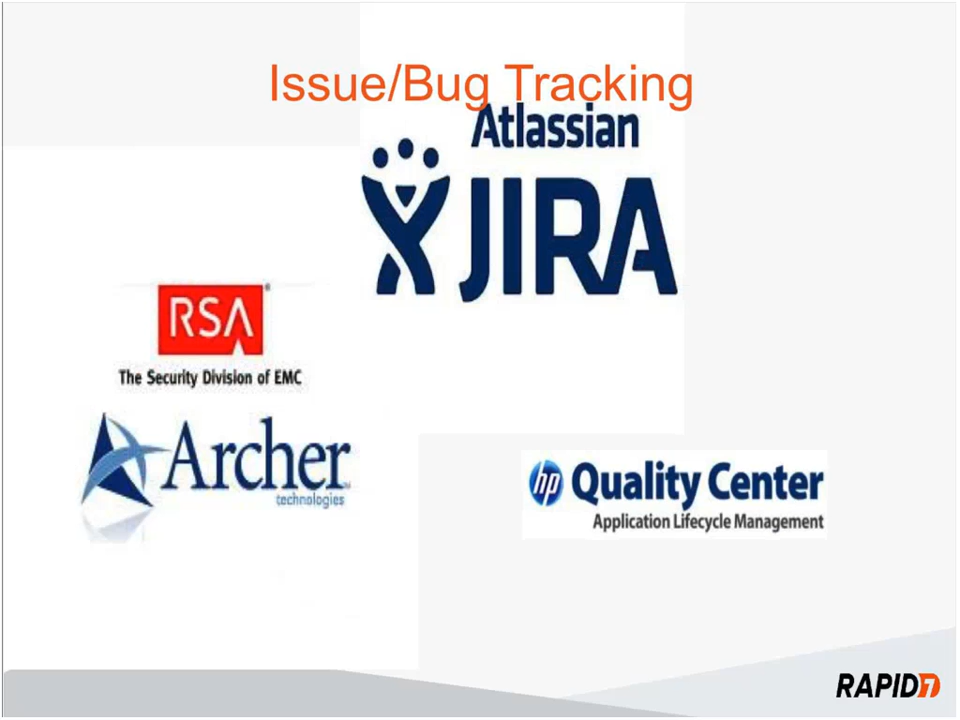 Issue/Bug Tracking
Atlassian
JIRA
RSA®
The Security Division of EMC
Archer
technologies
hp Quality Center
Application Lifecycle Management
RAPID7